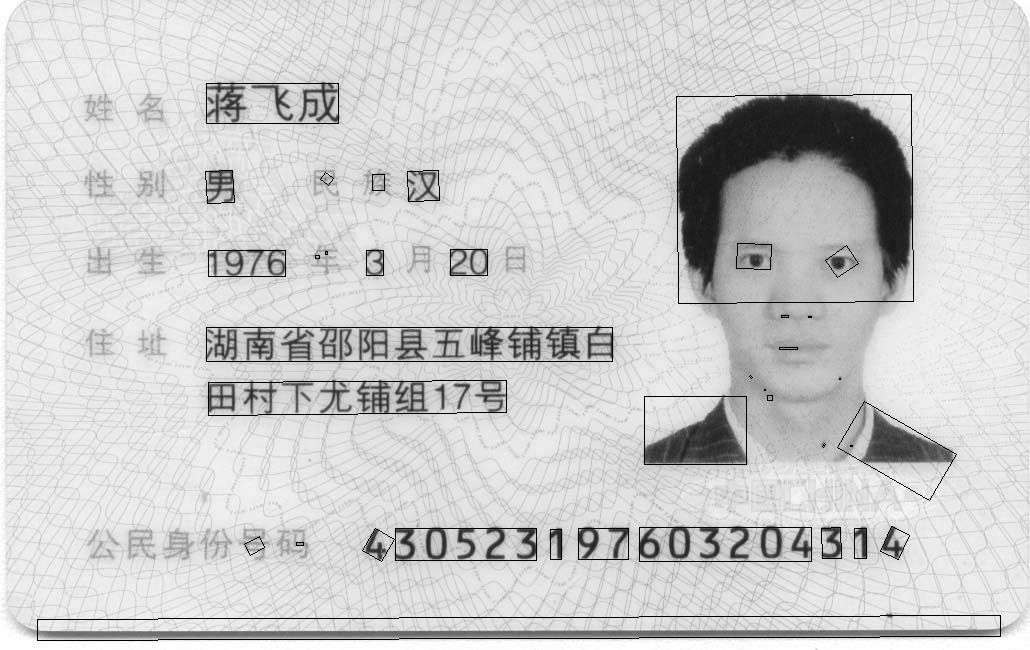 姓 名 蒋飞成
性 别 男 民 族 汉
出 生 1976 年 3 月 20 日
住 址 湖南省邵阳县五峰铺镇白
田村下尤铺组17号
公民身份号码 430523197603204314